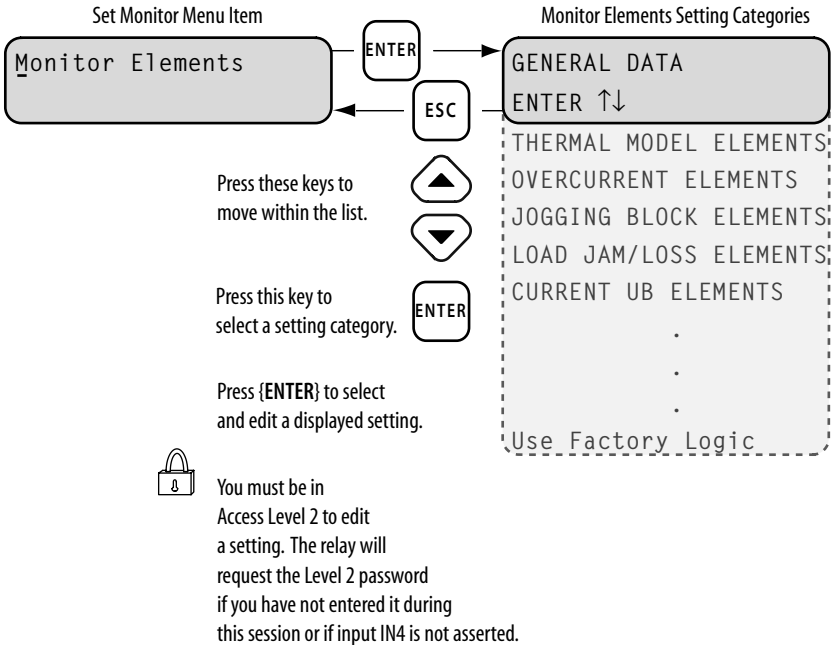 Set Monitor Menu Item
Monitor Elements Setting Categories
Monitor Elements
ENTER
ESC
GENERAL DATA
ENTER ↑↓
THERMAL MODEL ELEMENTS
OVERCURRENT ELEMENTS
JOGGING BLOCK ELEMENTS
LOAD JAM/LOSS ELEMENTS
CURRENT UB ELEMENTS
.
.
.
Use Factory Logic
Press these keys to
move within the list.
Press this key to
select a setting category.
ENTER
Press {ENTER} to select
and edit a displayed setting.
You must be in
Access Level 2 to edit
a setting. The relay will
request the Level 2 password
if you have not entered it during
this session or if input IN4 is not asserted.